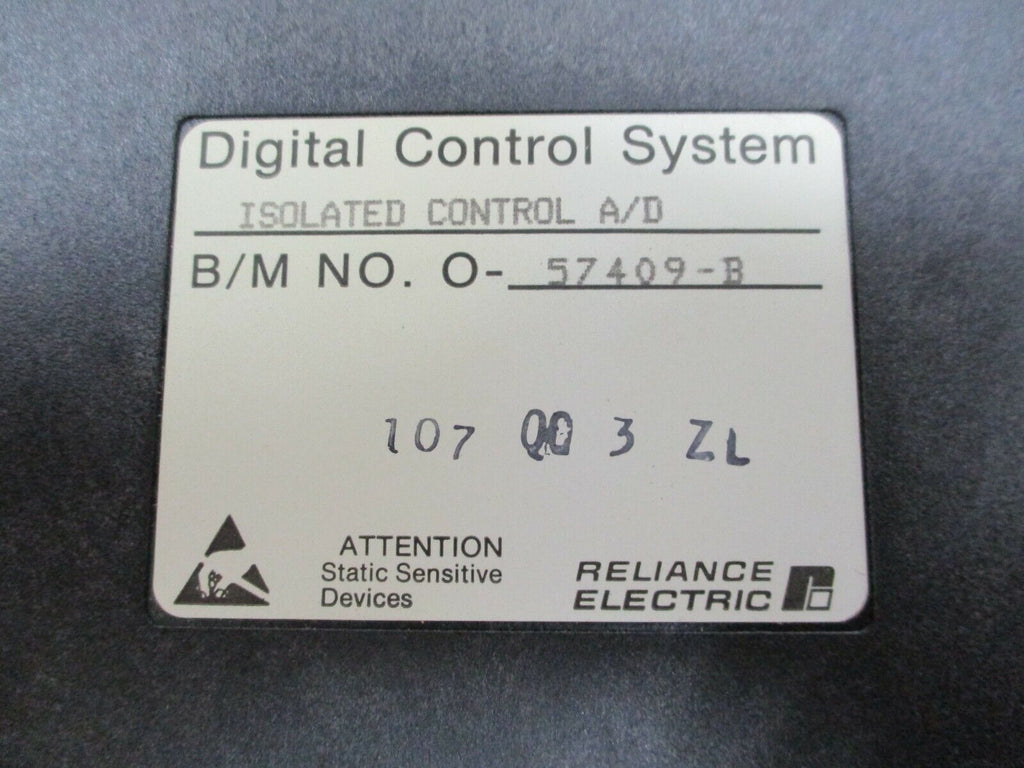 Digital Control System
ISOLATED CONTROL A/D
B/M NO. O- 57409-B
107 3 ZL
ATTENTION
Static Sensitive
Devices
RELIANCE
ELECTRIC